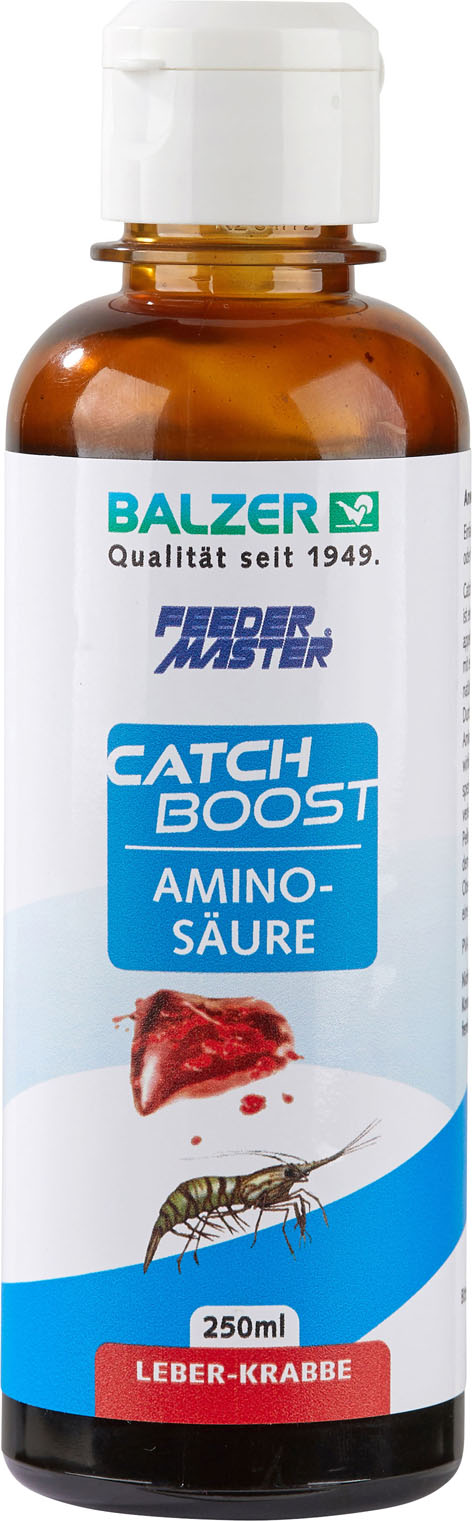 BALZER
Qualität seit 1949.
FEEDER
MASTER®
CATCH
BOOST
AMINO-
SÄURE
250ml
LEBER-KRABBE